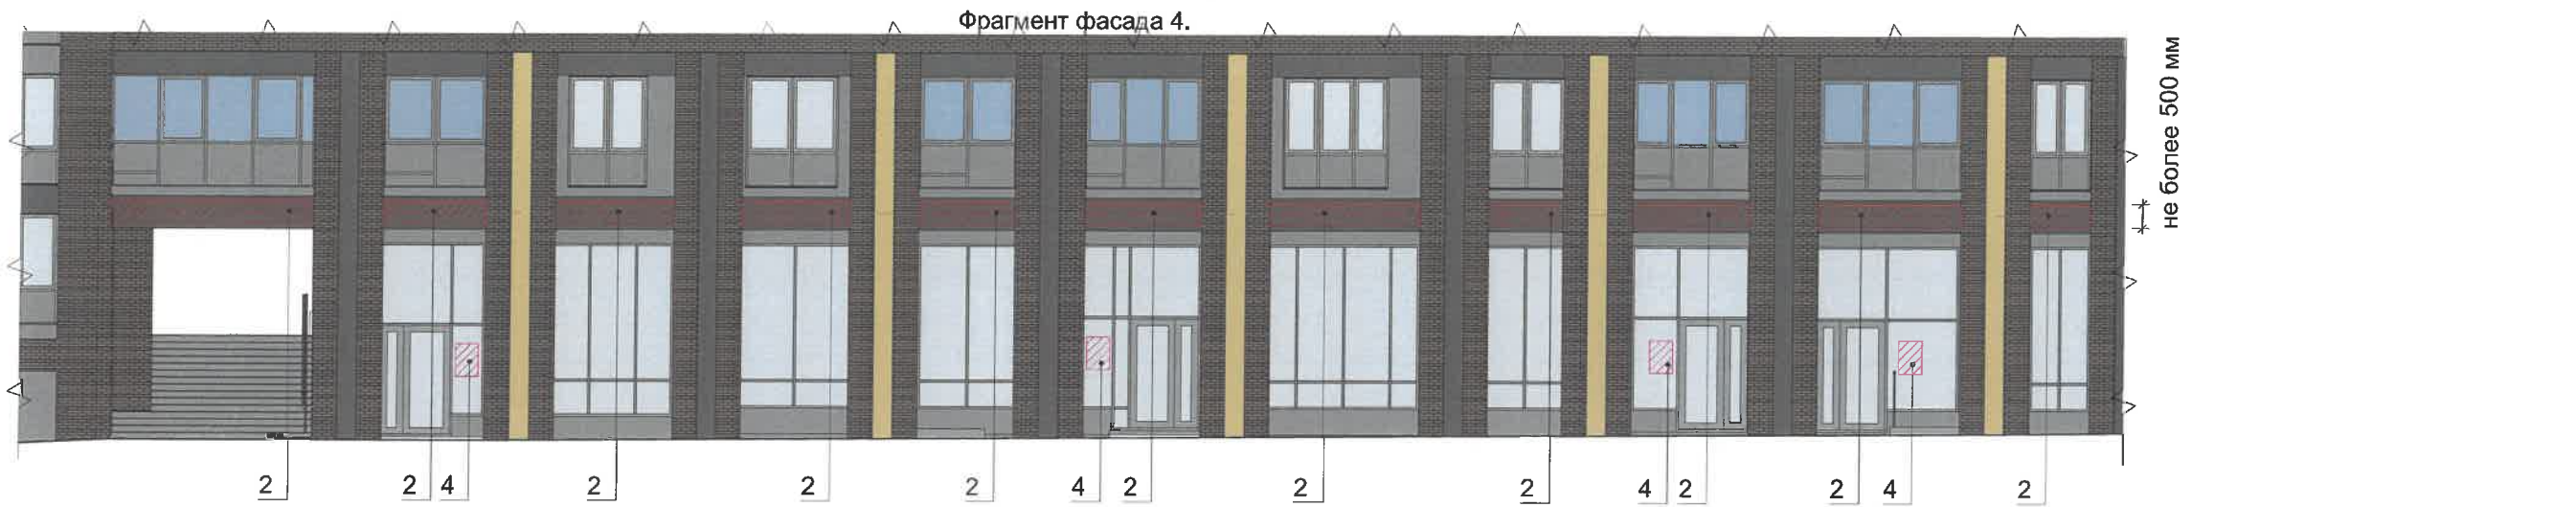 Фрагмент фасада 4.
не более 500 мм
2 2 4 2 2 2 4 2 2 2 4 2 2 4 2